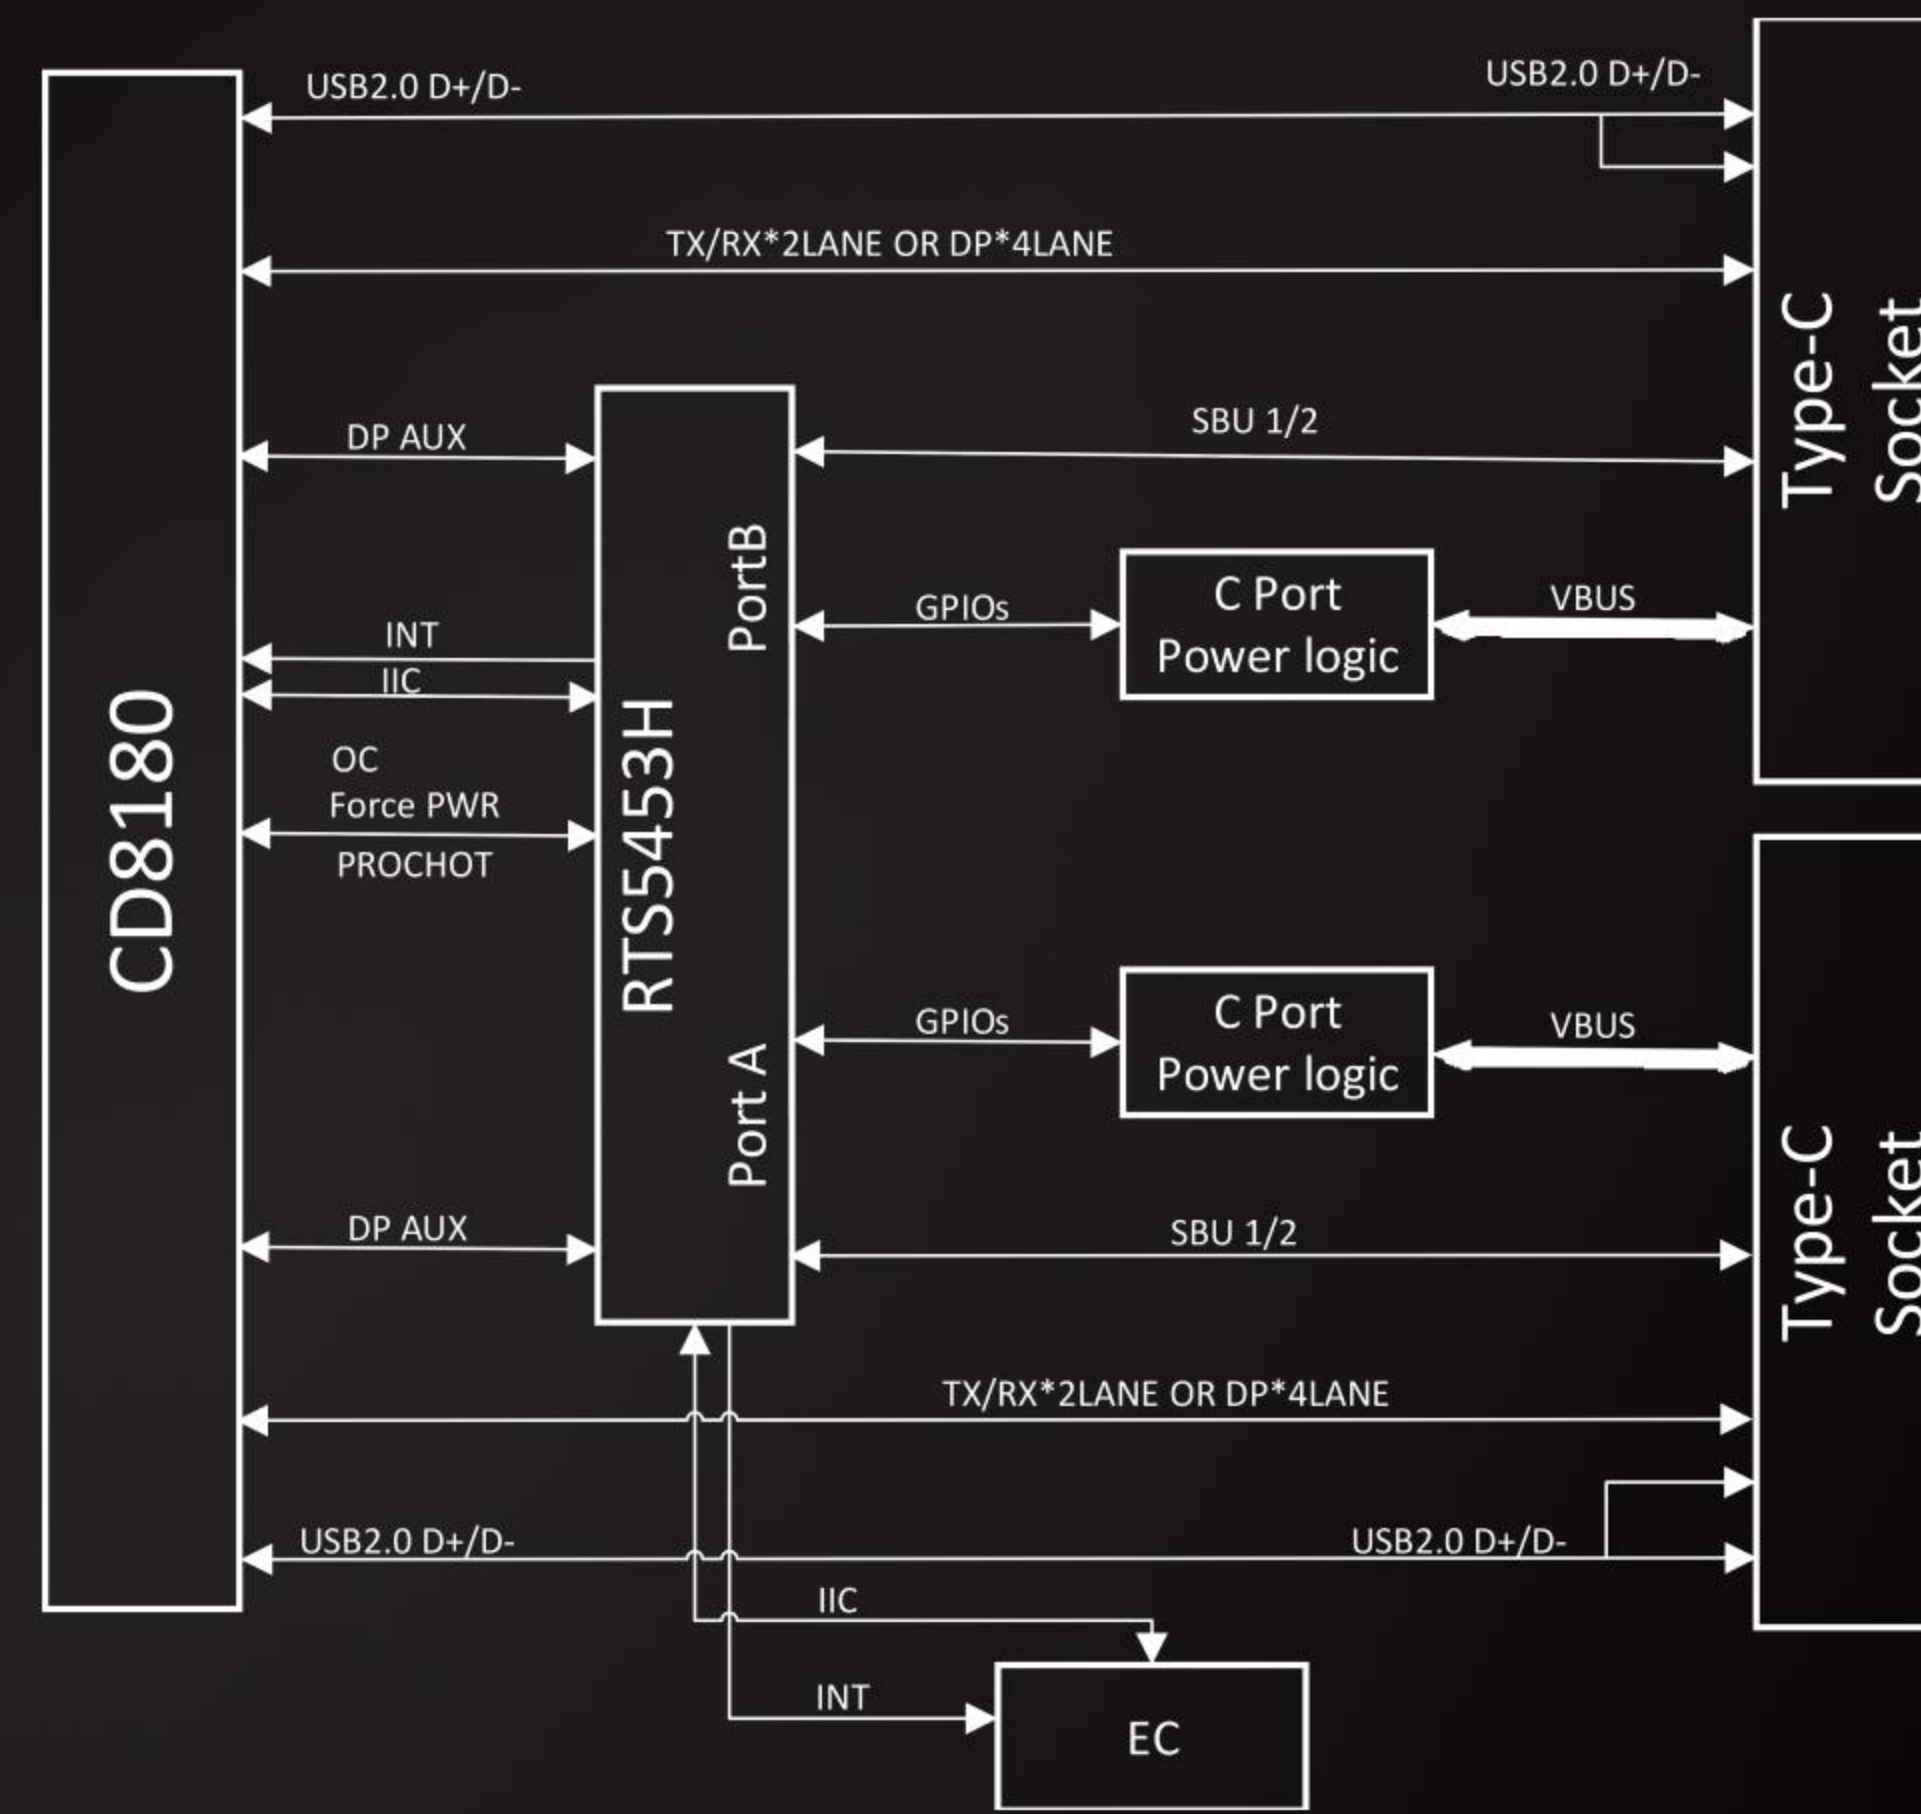 USB2.0 D+/D-
USB2.0 D+/D-
TX/RX*2LANE OR DP*4LANE
Type-C
Socket
DP AUX
SBU 1/2
PortB
GPIOs
C Port
Power logic
VBUS
INT
IIC
CD8180
RTS5453H
OC
Force PWR
PROCHOT
GPIOs
C Port
Power logic
VBUS
Port A
Type-C
Socket
DP AUX
SBU 1/2
TX/RX*2LANE OR DP*4LANE
USB2.0 D+/D-
USB2.0 D+/D-
IIC
INT
EC